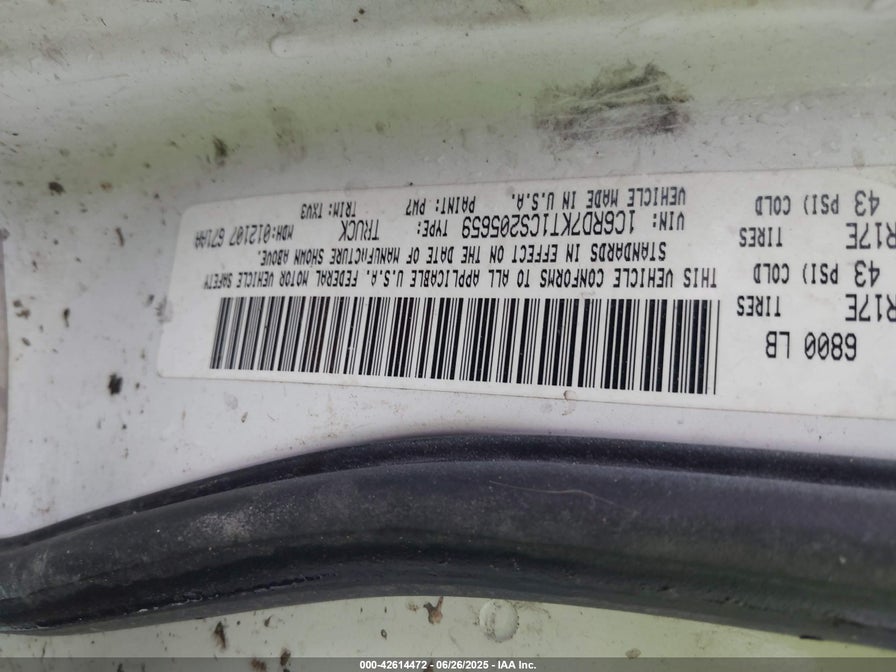 6800 LB
R17E TIRES
43 PSI) COLD
R17E TIRES
43 PSI) COLD
THIS VEHICLE CONFORMS TO ALL APPLICABLE U.S.A. FEDERAL MOTOR VEHICLE SAFETY
STANDARDS IN EFFECT ON THE DATE OF MANUFACTURE SHOWN ABOVE.
VIN: 1C6RD7KT1CS205659 TYPE: TRUCK MDH:012107 671AA
VEHICLE MADE IN U.S.A. PAINT: PW7 TRIM: TXV3
000-42614472 - 06/26/2025 - IAA Inc.